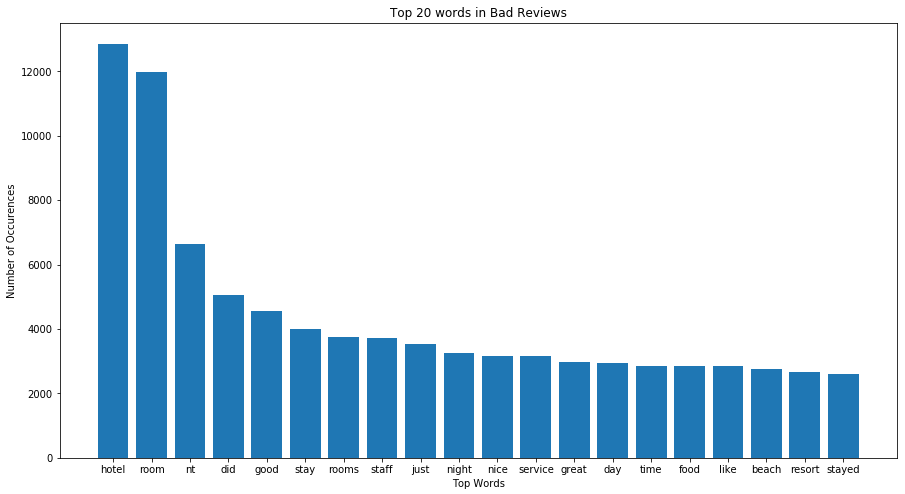 Top 20 words in Bad Reviews
Number of Occurences
12000
10000
8000
6000
4000
2000
0
hotel room nt did good stay rooms staff just night nice service great day time food like beach resort stayed
Top Words